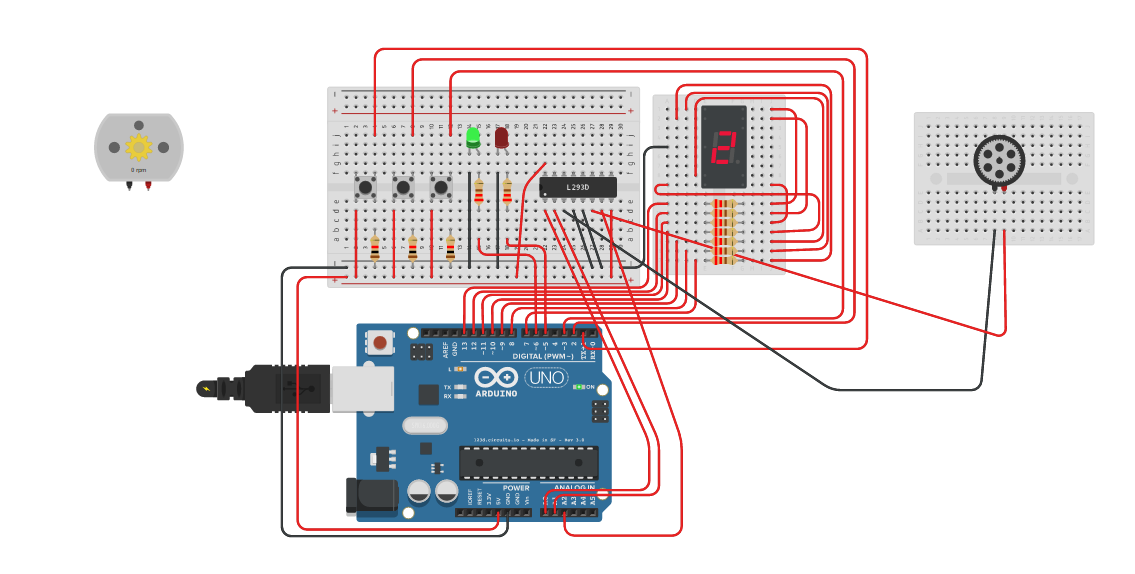 0 rpm
L293D
2
AREF
GND
13
12
~11
~10
~9
8
7
~6
~5
4
~3
2
TX→1
RX←0
DIGITAL (PWM~)
L
TX
RX
ARDUINO
UNO
ON
POWER
ANALOG IN
IOREF
RESET
3.3V
5V
GND
GND
Vin
A2
A3
A4
A5